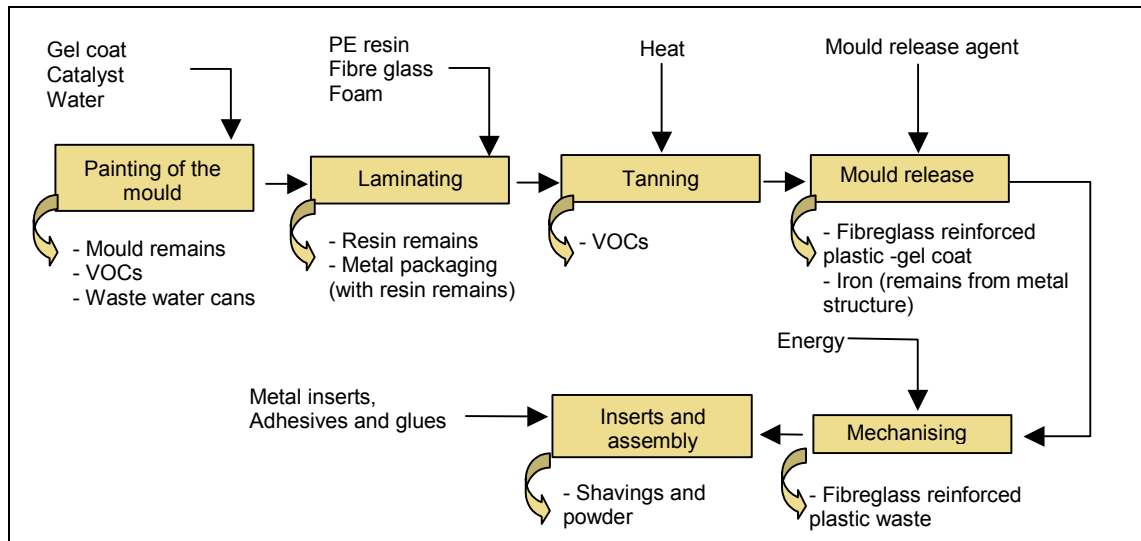 Gel coat
Catalyst
Water
PE resin
Fibre glass
Foam
Heat
Mould release agent
Painting of the
mould
Laminating
Tanning
Mould release
- Mould remains
- VOCs
- Waste water cans
- Resin remains
- Metal packaging
(with resin remains)
- VOCs
- Fibreglass reinforced
plastic -gel coat
- Iron (remains from metal
structure)
Energy
Metal inserts,
Adhesives and glues
Inserts and
assembly
Mechanising
- Shavings and
powder
- Fibreglass reinforced
plastic waste